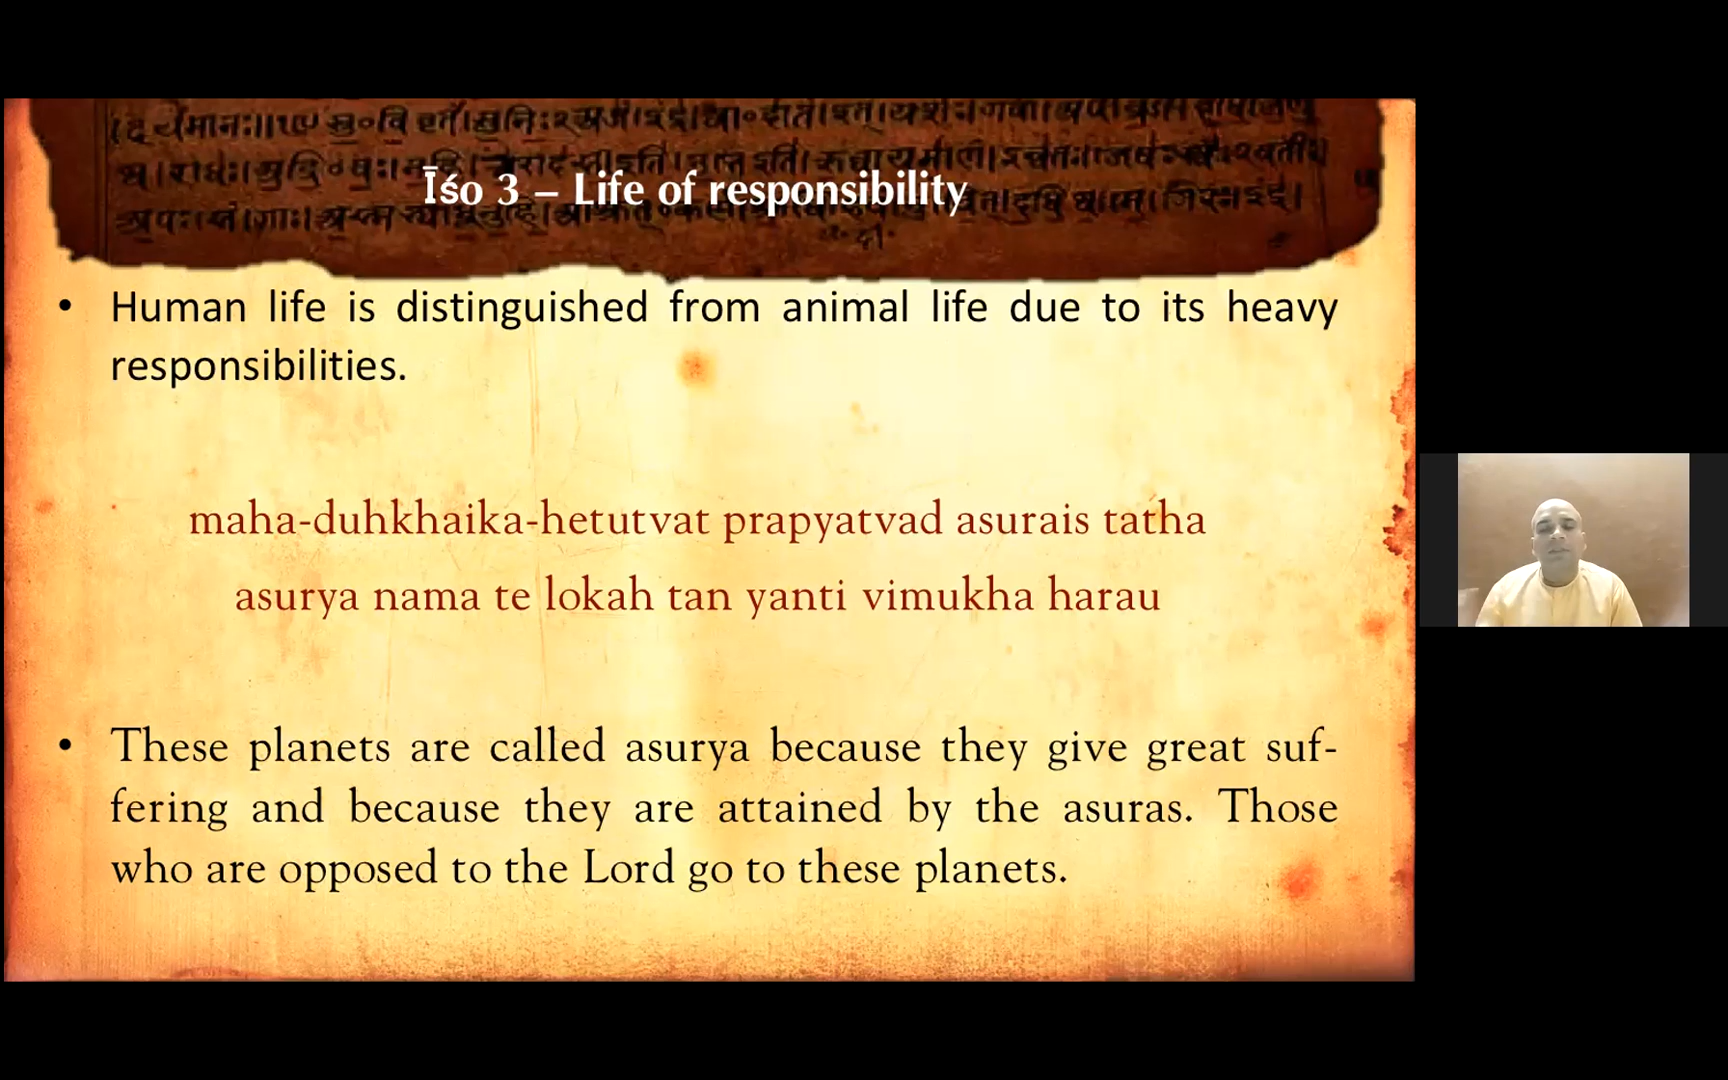 Īśo 3 – Life of responsibility
• Human life is distinguished from animal life due to its heavy
responsibilities.
maha-duhkhaika-hetutvat prapyatvad asurais tatha
asurya nama te lokah tan yanti vimukha harau
• These planets are called asurya because they give great suf-
fering and because they are attained by the asuras. Those
who are opposed to the Lord go to these planets.